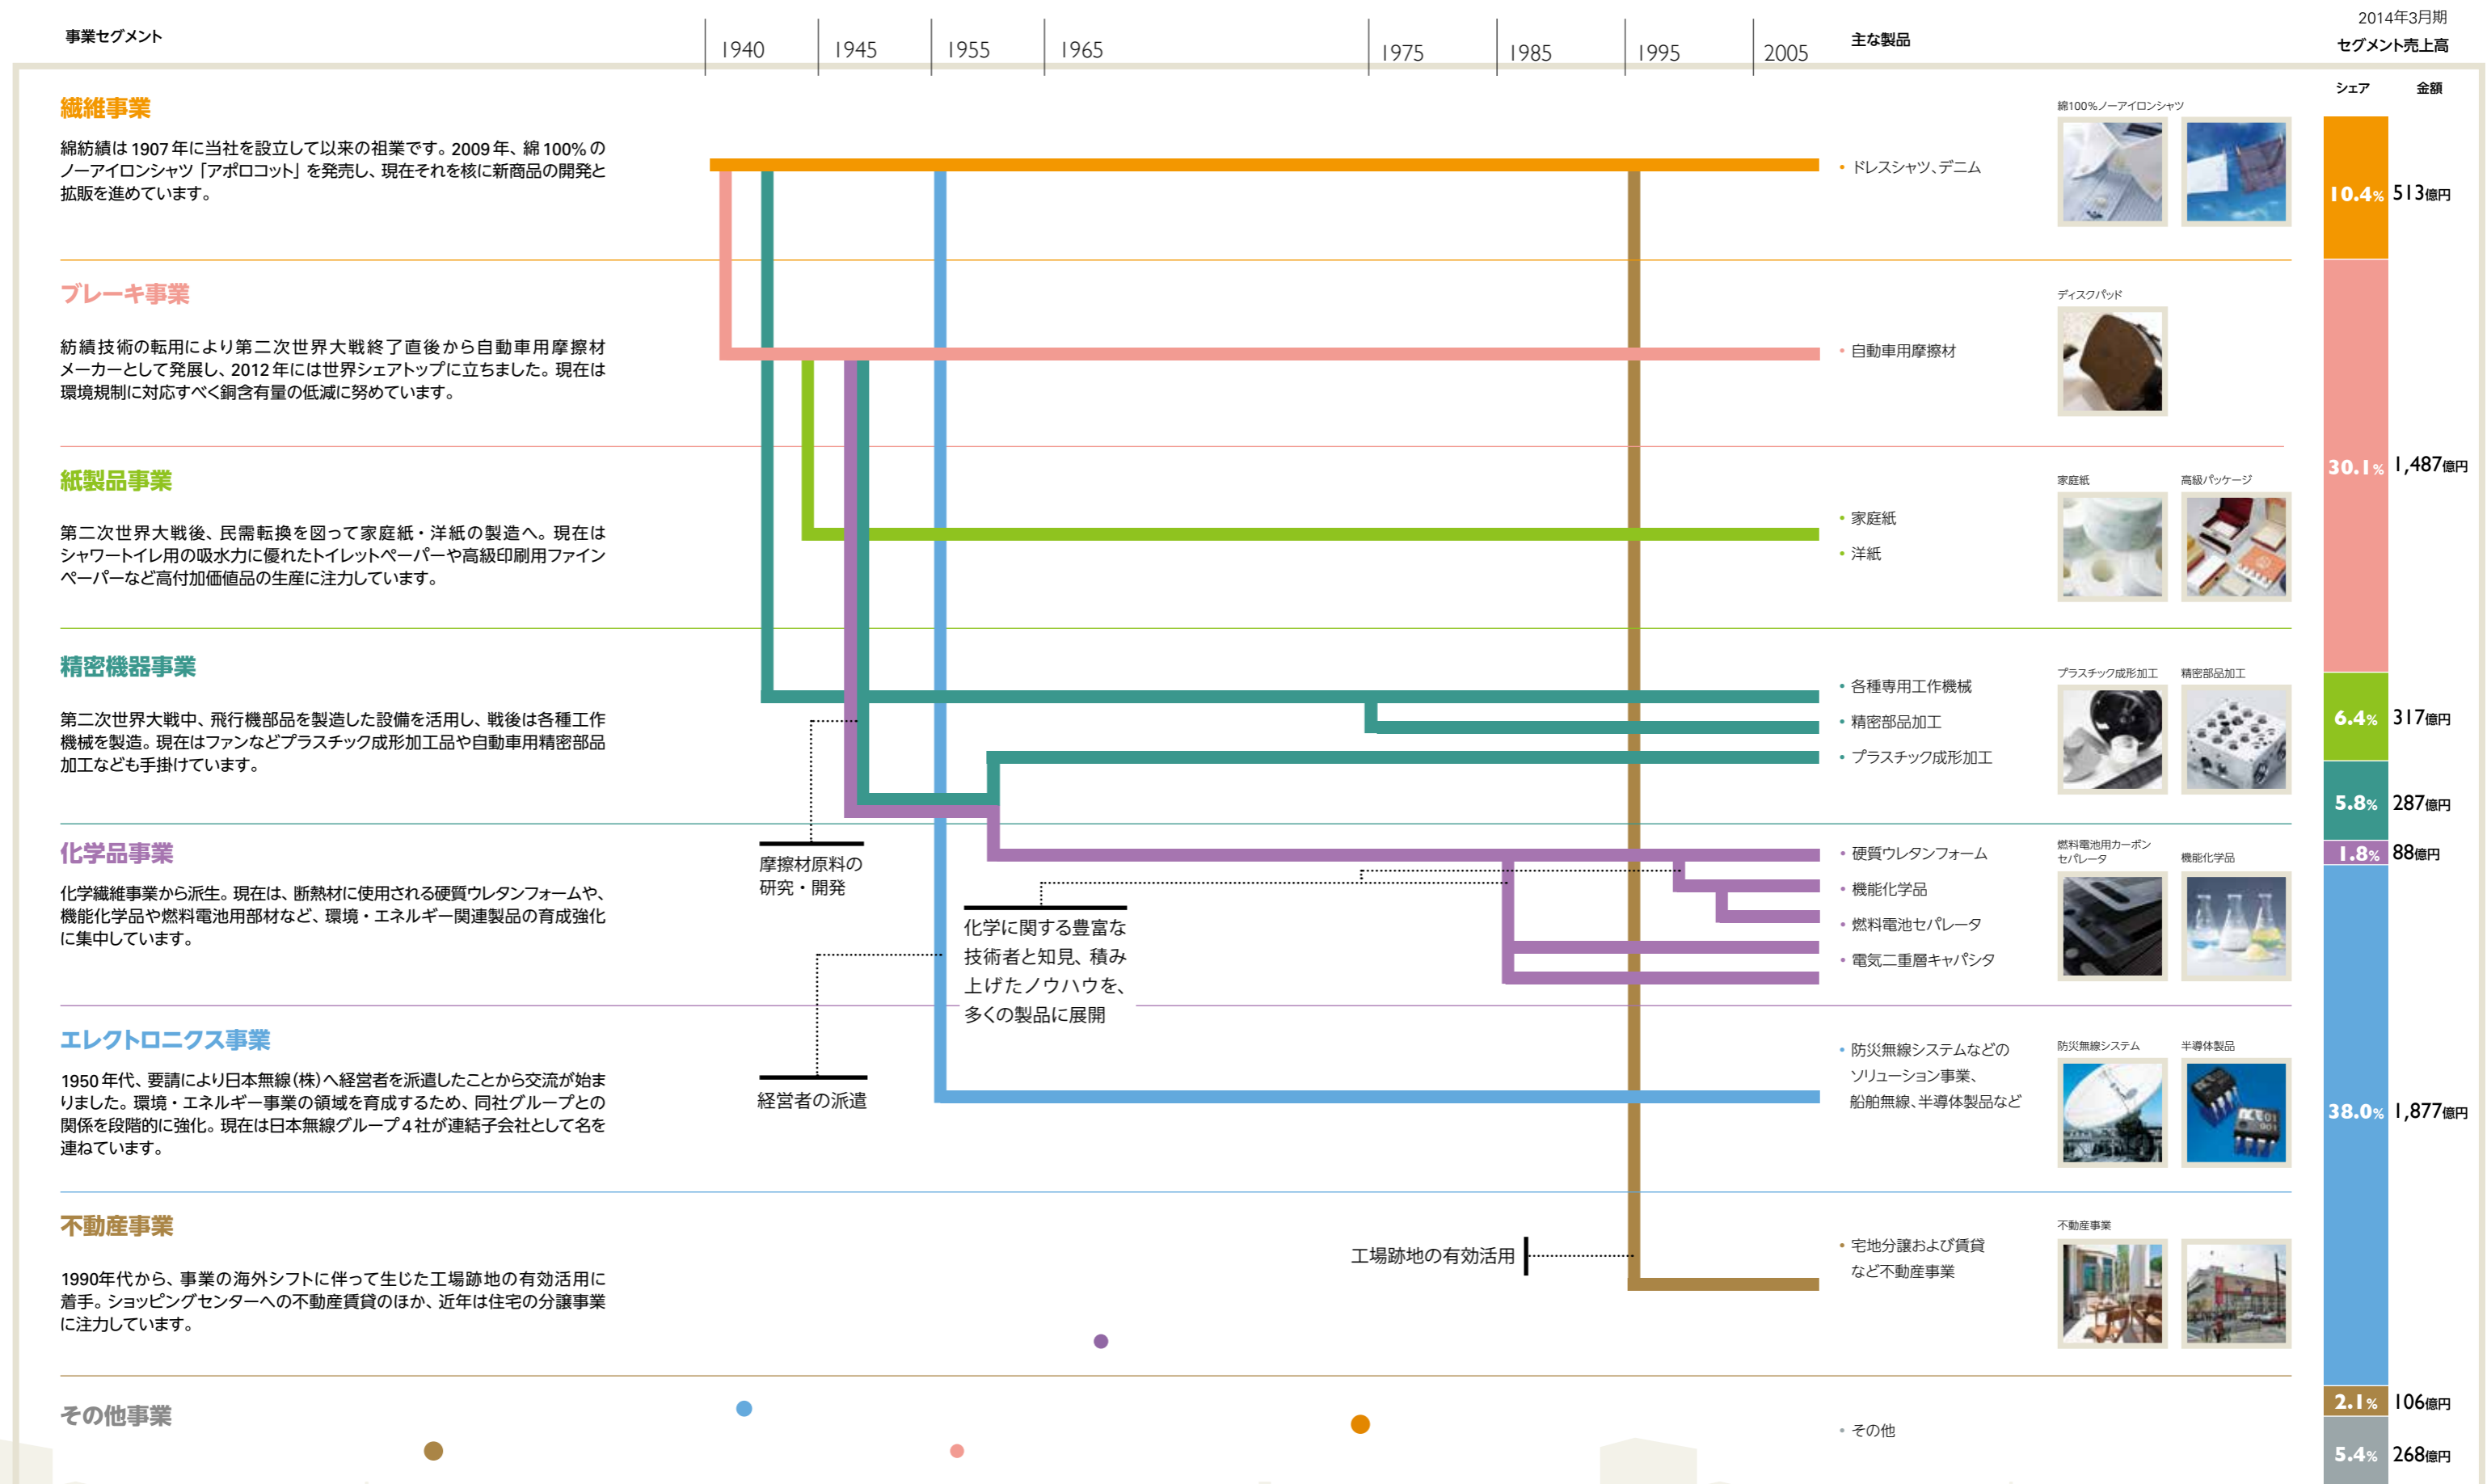 事業セグメント
1940
1945
1955
1965
1975
1985
1995
2005
主な製品
2014年3月期
セグメント売上高
シェア 金額
繊維事業
綿紡績は1907年に当社を設立して以来の祖業です。2009年、綿100%の
ノーアイロンシャツ「アポロコット」を発売し、現在それを核に新商品の開発と
拡販を進めています。
・ドレスシャツ、デニム
綿100%ノーアイロンシャツ
10.4% 513億円
ブレーキ事業
紡績技術の転用により第二次世界大戦終了直後から自動車用摩擦材
メーカーとして発展し、2012年には世界シェアトップに立ちました。現在は
環境規制に対応すべく銅含有量の低減に努めています。
・自動車用摩擦材
ディスクパッド
30.1% 1,487億円
紙製品事業
第二次世界大戦後、民需転換を図って家庭紙・洋紙の製造へ。現在は
シャワートイレ用の吸水力に優れたトイレットペーパーや高級印刷用ファイン
ペーパーなど高付加価値品の生産に注力しています。
・家庭紙
・洋紙
家庭紙
高級パッケージ
6.4% 317億円
精密機器事業
第二次世界大戦中、飛行機部品を製造した設備を活用し、戦後は各種工作
機械を製造。現在はファンなどプラスチック成形加工品や自動車用精密部品
加工なども手掛けています。
・各種専用工作機械
・精密部品加工
・プラスチック成形加工
プラスチック成形加工
精密部品加工
5.8% 287億円
摩擦材原料の
研究・開発
化学品事業
化学繊維事業から派生。現在は、断熱材に使用される硬質ウレタンフォームや、
機能化学品や燃料電池用部材など、環境・エネルギー関連製品の育成強化
に集中しています。
化学に関する豊富な
技術者と知見、積み
上げたノウハウを、
多くの製品に展開
・硬質ウレタンフォーム
・機能化学品
・燃料電池セパレータ
・電気二重層キャパシタ
燃料電池用カーボン
セパレータ
機能化学品
1.8% 88億円
エレクトロニクス事業
1950年代、要請により日本無線(株)へ経営者を派遣したことから交流が始ま
りました。環境・エネルギー事業の領域を育成するため、同社グループとの
関係を段階的に強化。現在は日本無線グループ4社が連結子会社として名を
連ねています。
経営者の派遣
・防災無線システムなどの
ソリューション事業、
船舶無線、半導体製品など
防災無線システム
半導体製品
38.0% 1,877億円
不動産事業
1990年代から、事業の海外シフトに伴って生じた工場跡地の有効活用に
着手。ショッピングセンターへの不動産賃貸のほか、近年は住宅の分譲事業
に注力しています。
工場跡地の有効活用
・宅地分譲および賃貸
など不動産事業
不動産事業
2.1% 106億円
その他事業
・その他
5.4% 268億円